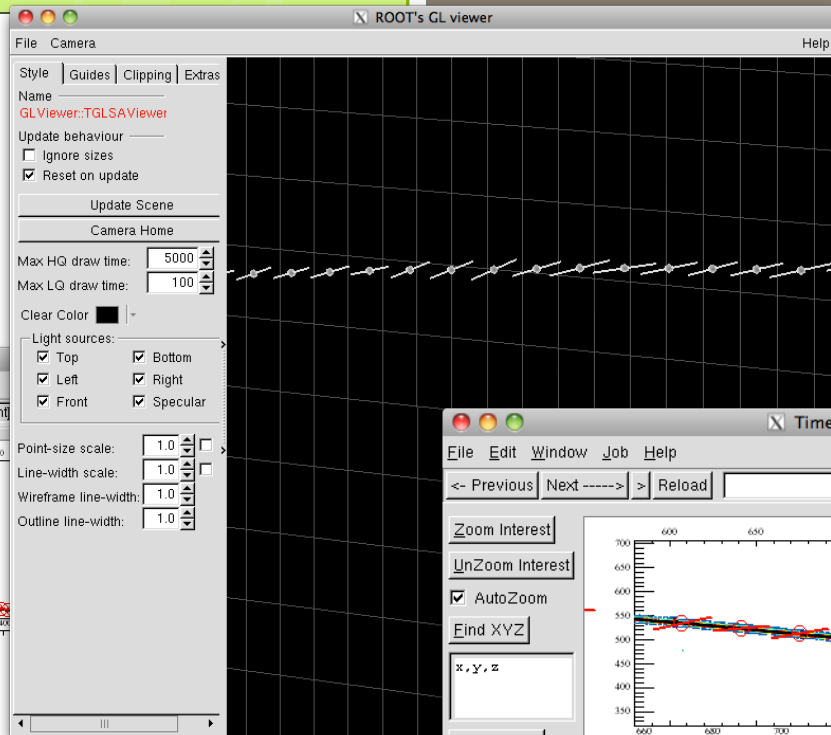 ROOT's GL viewer
File Camera Help
Style Guides Clipping Extras
Name
GLViewer::TGLSAViewer
Update behaviour
Ignore sizes
Reset on update
Update Scene
Camera Home
Max HQ draw time: 5000
Max LQ draw time: 100
Clear Color
Light sources:
Top Bottom
Left Right
Front Specular
Point-size scale: 1.0
Line-width scale: 1.0
Wireframe line-width: 1.0
Outline line-width: 1.0
Time
File Edit Window Job Help
<- Previous Next -----> > Reload
Zoom Interest
UnZoom Interest
AutoZoom
Find XYZ
x,y,z
600 650
700
650
600
550
500
450
400
350
660 680 700